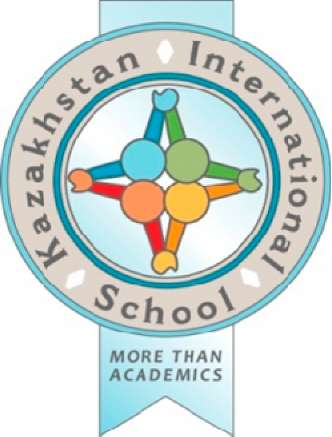 Kazakhstan International School
MORE THAN
ACADEMICS